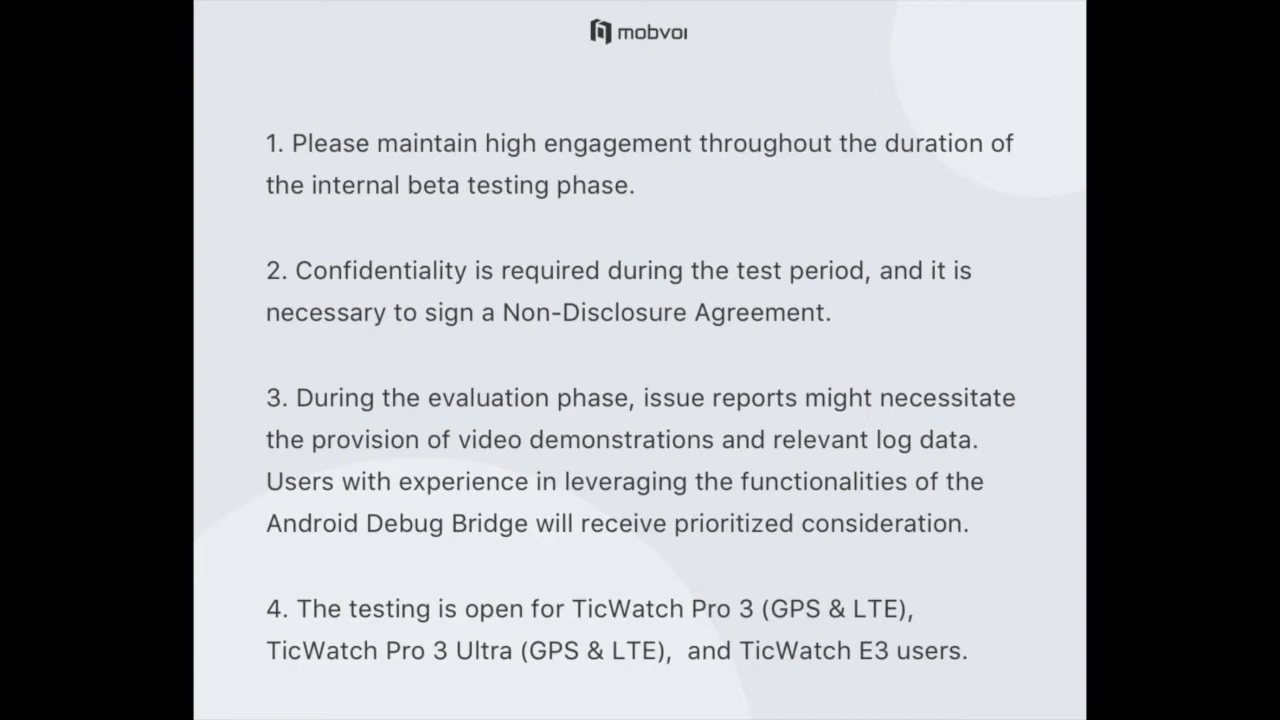 mobvoi
1. Please maintain high engagement throughout the duration of
the internal beta testing phase.
2. Confidentiality is required during the test period, and it is
necessary to sign a Non-Disclosure Agreement.
3. During the evaluation phase, issue reports might necessitate
the provision of video demonstrations and relevant log data.
Users with experience in leveraging the functionalities of the
Android Debug Bridge will receive prioritized consideration.
4. The testing is open for TicWatch Pro 3 (GPS & LTE),
TicWatch Pro 3 Ultra (GPS & LTE),  and TicWatch E3 users.